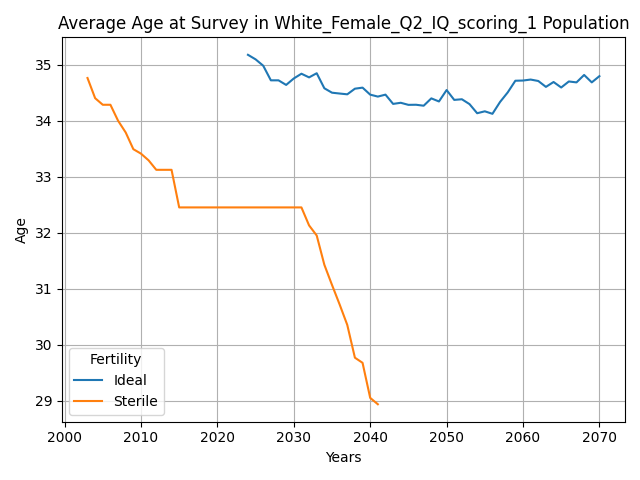 Average Age at Survey in White_Female_Q2_IQ_scoring_1 Population
Age
35
34
33
32
31
30
29
Fertility
Ideal
Sterile
2000 2010 2020 2030 2040 2050 2060 2070
Years